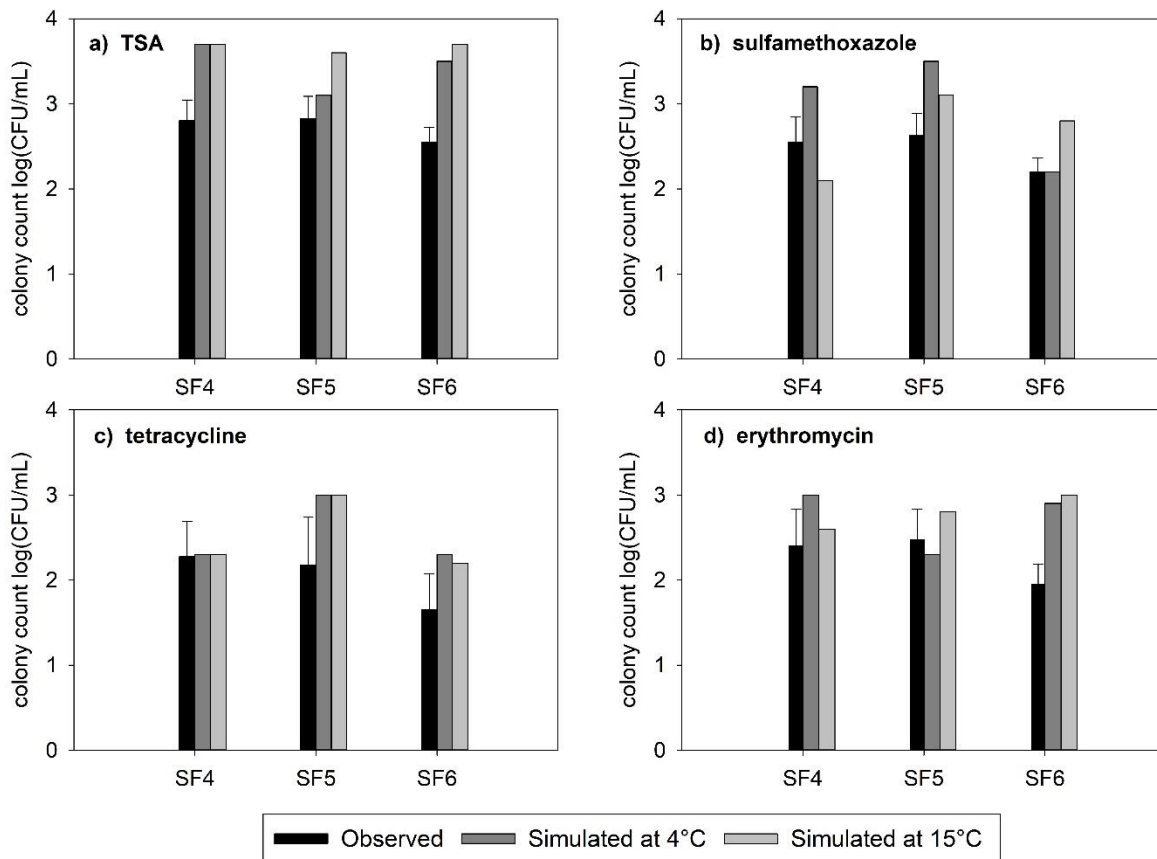 a) TSA
colony count log(CFU/mL)
4
3
2
1
0
SF4 SF5 SF6
b) sulfamethoxazole
colony count log(CFU/mL)
4
3
2
1
0
SF4 SF5 SF6
c) tetracycline
colony count log(CFU/mL)
4
3
2
1
0
SF4 SF5 SF6
d) erythromycin
colony count log(CFU/mL)
4
3
2
1
0
SF4 SF5 SF6
Observed Simulated at 4°C Simulated at 15°C